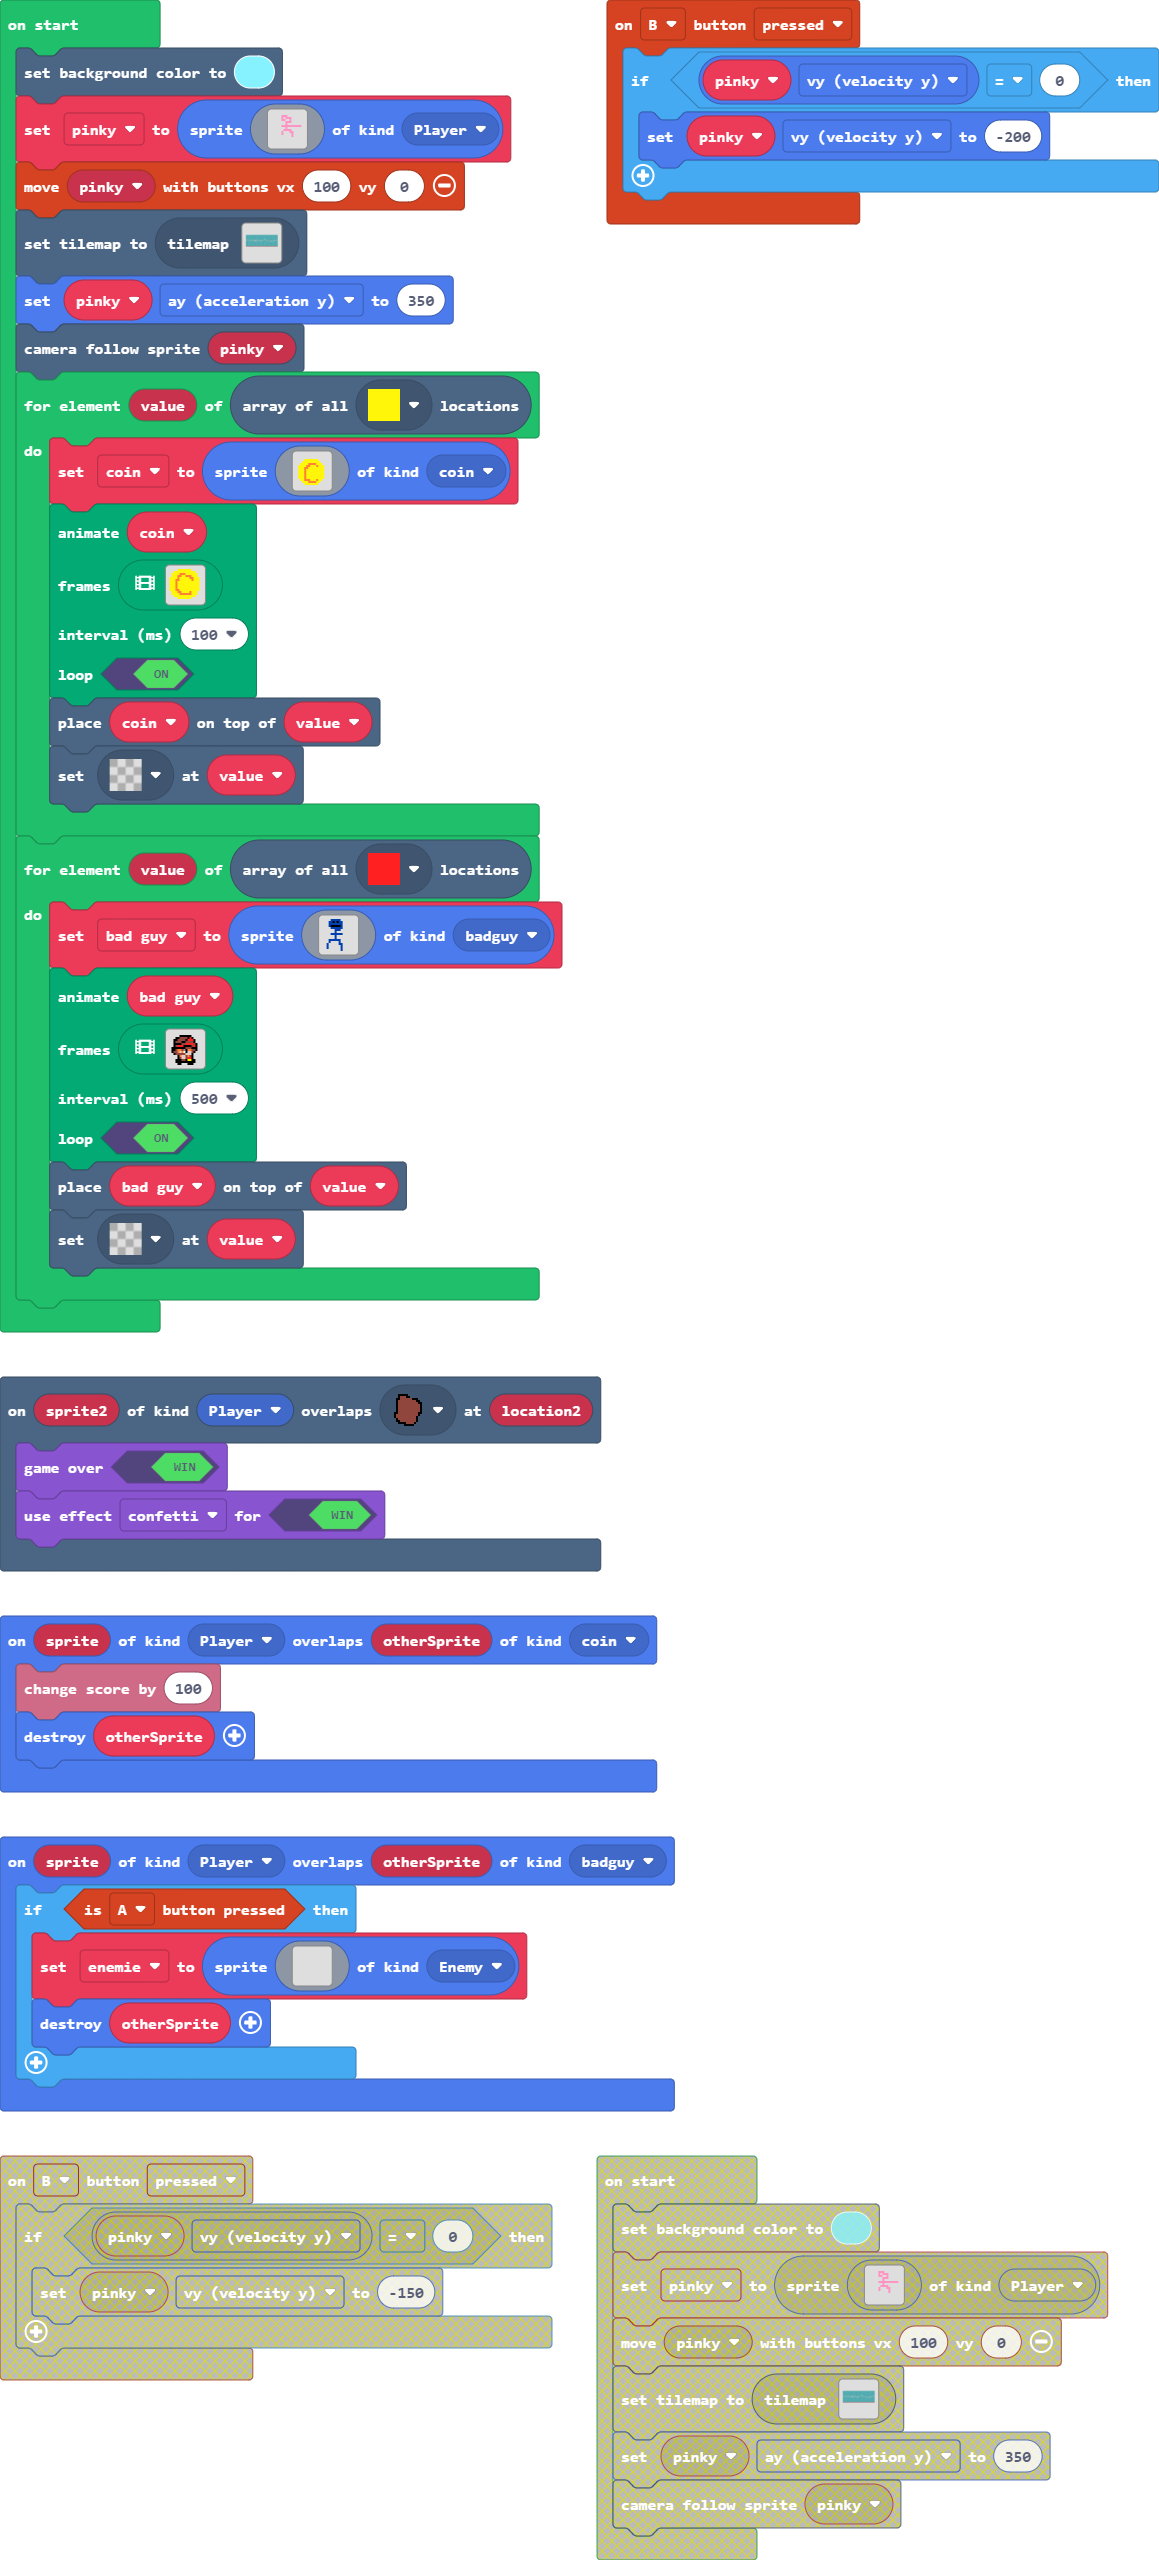 on start
set background color to
set pinky to sprite of kind Player
move pinky with buttons vx 100 vy 0
set tilemap to tilemap
set pinky ay (acceleration y) to 350
camera follow sprite pinky
for element value of array of all locations
do
set coin to sprite of kind coin
animate coin
frames
interval (ms) 100
loop ON
place coin on top of value
set at value
for element value of array of all locations
do
set bad guy to sprite of kind badguy
animate bad guy
frames
interval (ms) 500
loop ON
place bad guy on top of value
set at value
on B button pressed
if pinky vy (velocity y) = 0 then
set pinky vy (velocity y) to -200
on sprite2 of kind Player overlaps at location2
game over WIN
use effect confetti for WIN
on sprite of kind Player overlaps otherSprite of kind coin
change score by 100
destroy otherSprite
on sprite of kind Player overlaps otherSprite of kind badguy
if is A button pressed then
set enemie to sprite of kind Enemy
destroy otherSprite
on B button pressed
if pinky vy (velocity y) = 0 then
set pinky vy (velocity y) to -150
on start
set background color to
set pinky to sprite of kind Player
move pinky with buttons vx 100 vy 0
set tilemap to tilemap
set pinky ay (acceleration y) to 350
camera follow sprite pinky